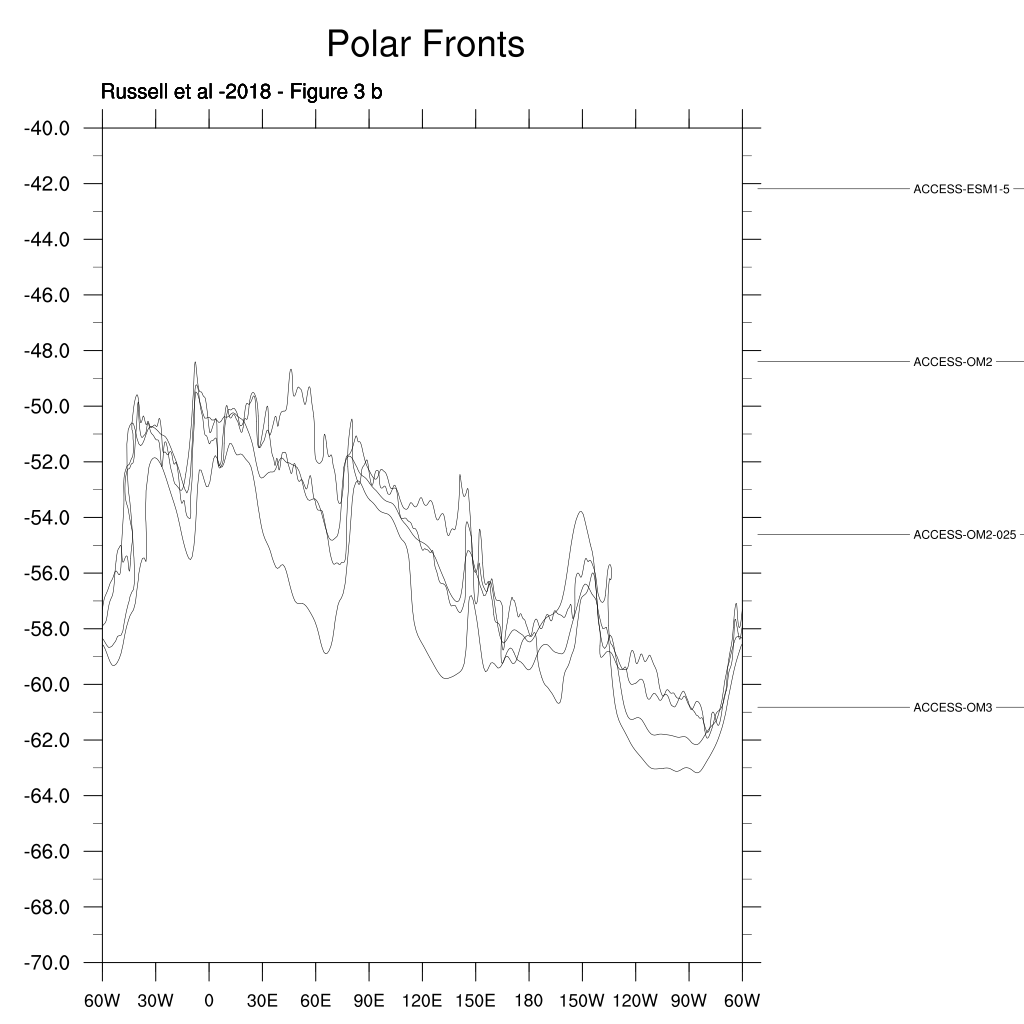 Polar Fronts
Russell et al -2018 - Figure 3 b
-40.0
-42.0
-44.0
-46.0
-48.0
-50.0
-52.0
-54.0
-56.0
-58.0
-60.0
-62.0
-64.0
-66.0
-68.0
-70.0
60W 30W 0 30E 60E 90E 120E 150E 180 150W 120W 90W 60W
ACCESS-ESM1-5
ACCESS-OM2
ACCESS-OM2-025
ACCESS-OM3